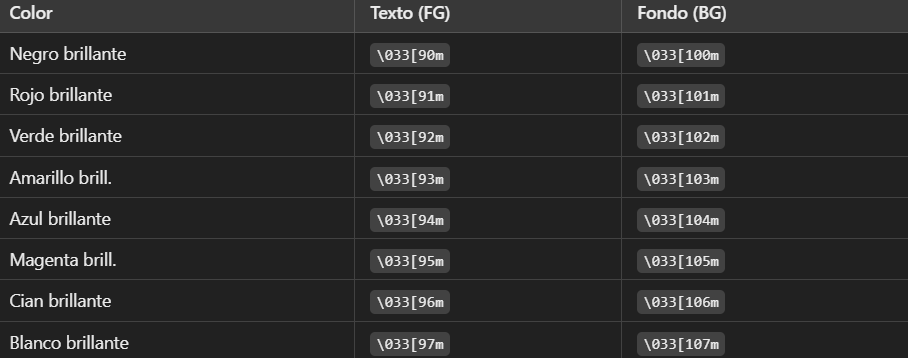 Color Texto (FG) Fondo (BG)
Negro brillante \033[90m \033[100m
Rojo brillante \033[91m \033[101m
Verde brillante \033[92m \033[102m
Amarillo brill. \033[93m \033[103m
Azul brillante \033[94m \033[104m
Magenta brill. \033[95m \033[105m
Cian brillante \033[96m \033[106m
Blanco brillante \033[97m \033[107m